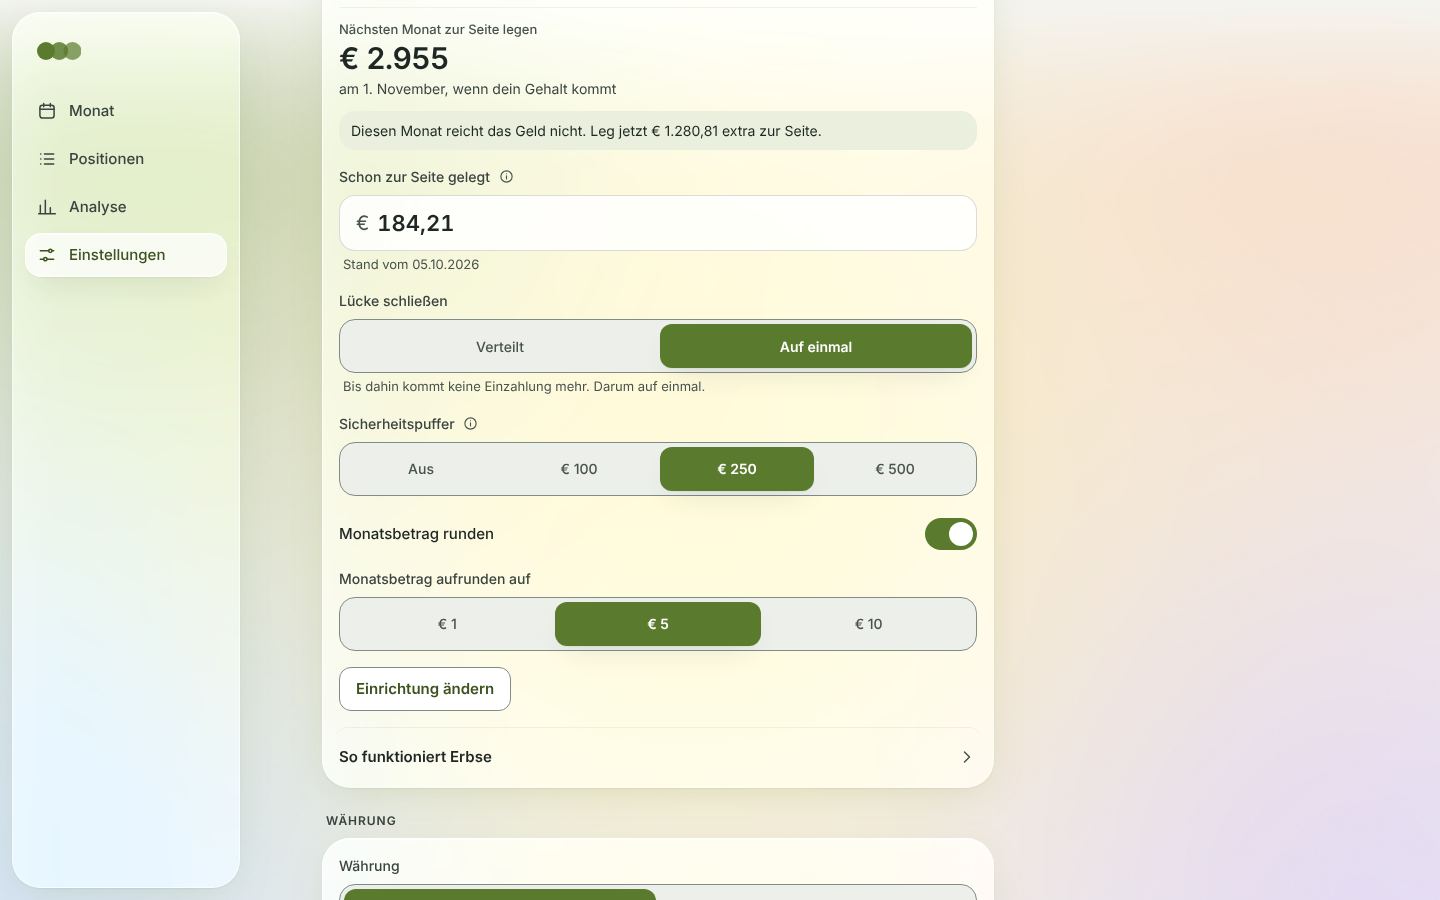 Monat
Positionen
Analyse
Einstellungen
Nächsten Monat zur Seite legen
€ 2.955
am 1. November, wenn dein Gehalt kommt
Diesen Monat reicht das Geld nicht. Leg jetzt € 1.280,81 extra zur Seite.
Schon zur Seite gelegt
€ 184,21
Stand vom 05.10.2026
Lücke schließen
Verteilt Auf einmal
Bis dahin kommt keine Einzahlung mehr. Darum auf einmal.
Sicherheitspuffer
Aus € 100 € 250 € 500
Monatsbetrag runden
Monatsbetrag aufrunden auf
€ 1 € 5 € 10
Einrichtung ändern
So funktioniert Erbse
WÄHRUNG
Währung